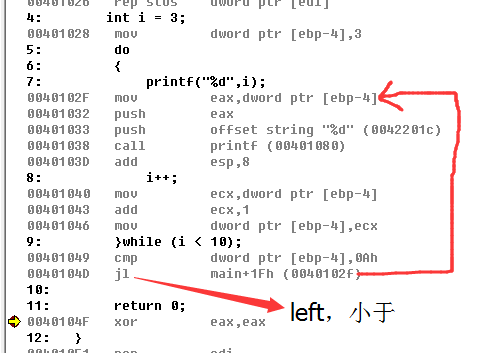 00401026 rep stos dword ptr [edi]
4: int i = 3;
00401028 mov dword ptr [ebp-4],3
5: do
6: {
7: printf("%d",i);
0040102F mov eax,dword ptr [ebp-4]
00401032 push eax
00401033 push offset string "%d" (0042201c)
00401038 call printf (00401080)
0040103D add esp,8
8: i++;
00401040 mov ecx,dword ptr [ebp-4]
00401043 add ecx,1
00401046 mov dword ptr [ebp-4],ecx
9: }while (i < 10);
00401049 cmp dword ptr [ebp-4],0Ah
0040104D jl main+1Fh (0040102f)
10:
11: return 0;
left，小于
0040104F xor eax,eax
12: }
00401051 pop edi